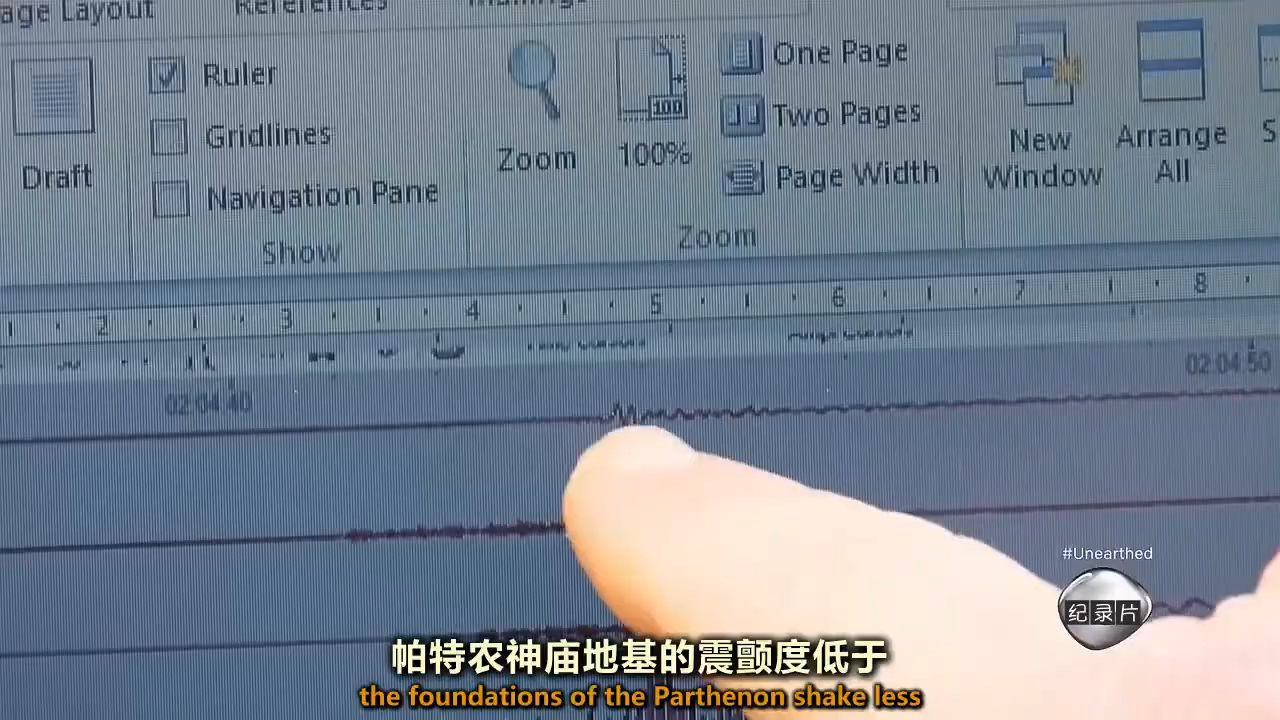 age Layout References
Ruler
Gridlines
Navigation Pane
Draft
Show
Zoom
100%
One Page
Two Pages
Page Width
Zoom
New
Window
Arrange
All
2 3 4 5 6 7 8
02:04:40
02:04:50
#Unearthed
纪录片
帕特农神庙地基的震颤度低于
the foundations of the Parthenon shake less